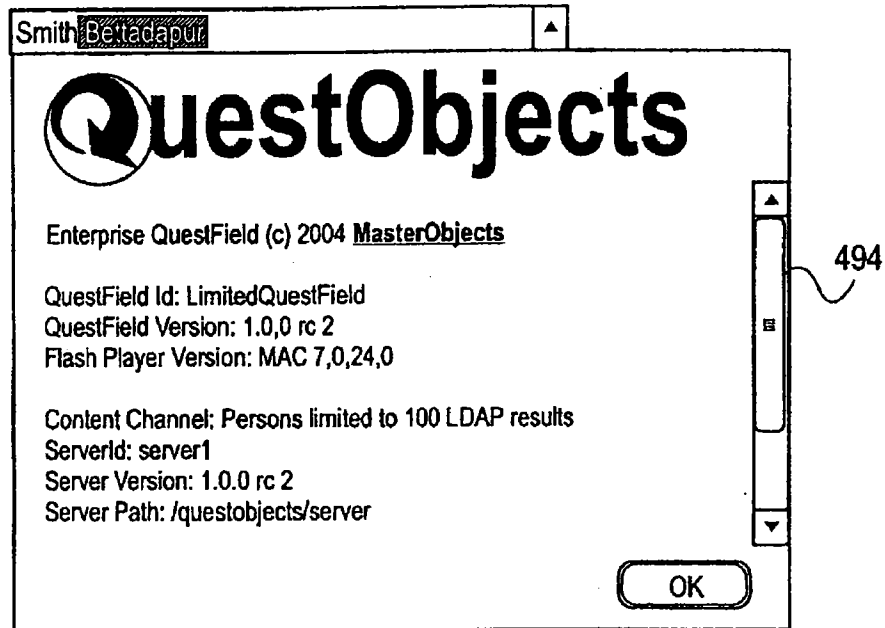 Smith Bettadapur
QuestObjects
Enterprise QuestField (c) 2004 MasterObjects
494
QuestField Id: LimitedQuestField
QuestField Version: 1.0,0 rc 2
Flash Player Version: MAC 7,0,24,0
Content Channel: Persons limited to 100 LDAP results
ServerId: server1
Server Version: 1.0.0 rc 2
Server Path: /questobjects/server
OK